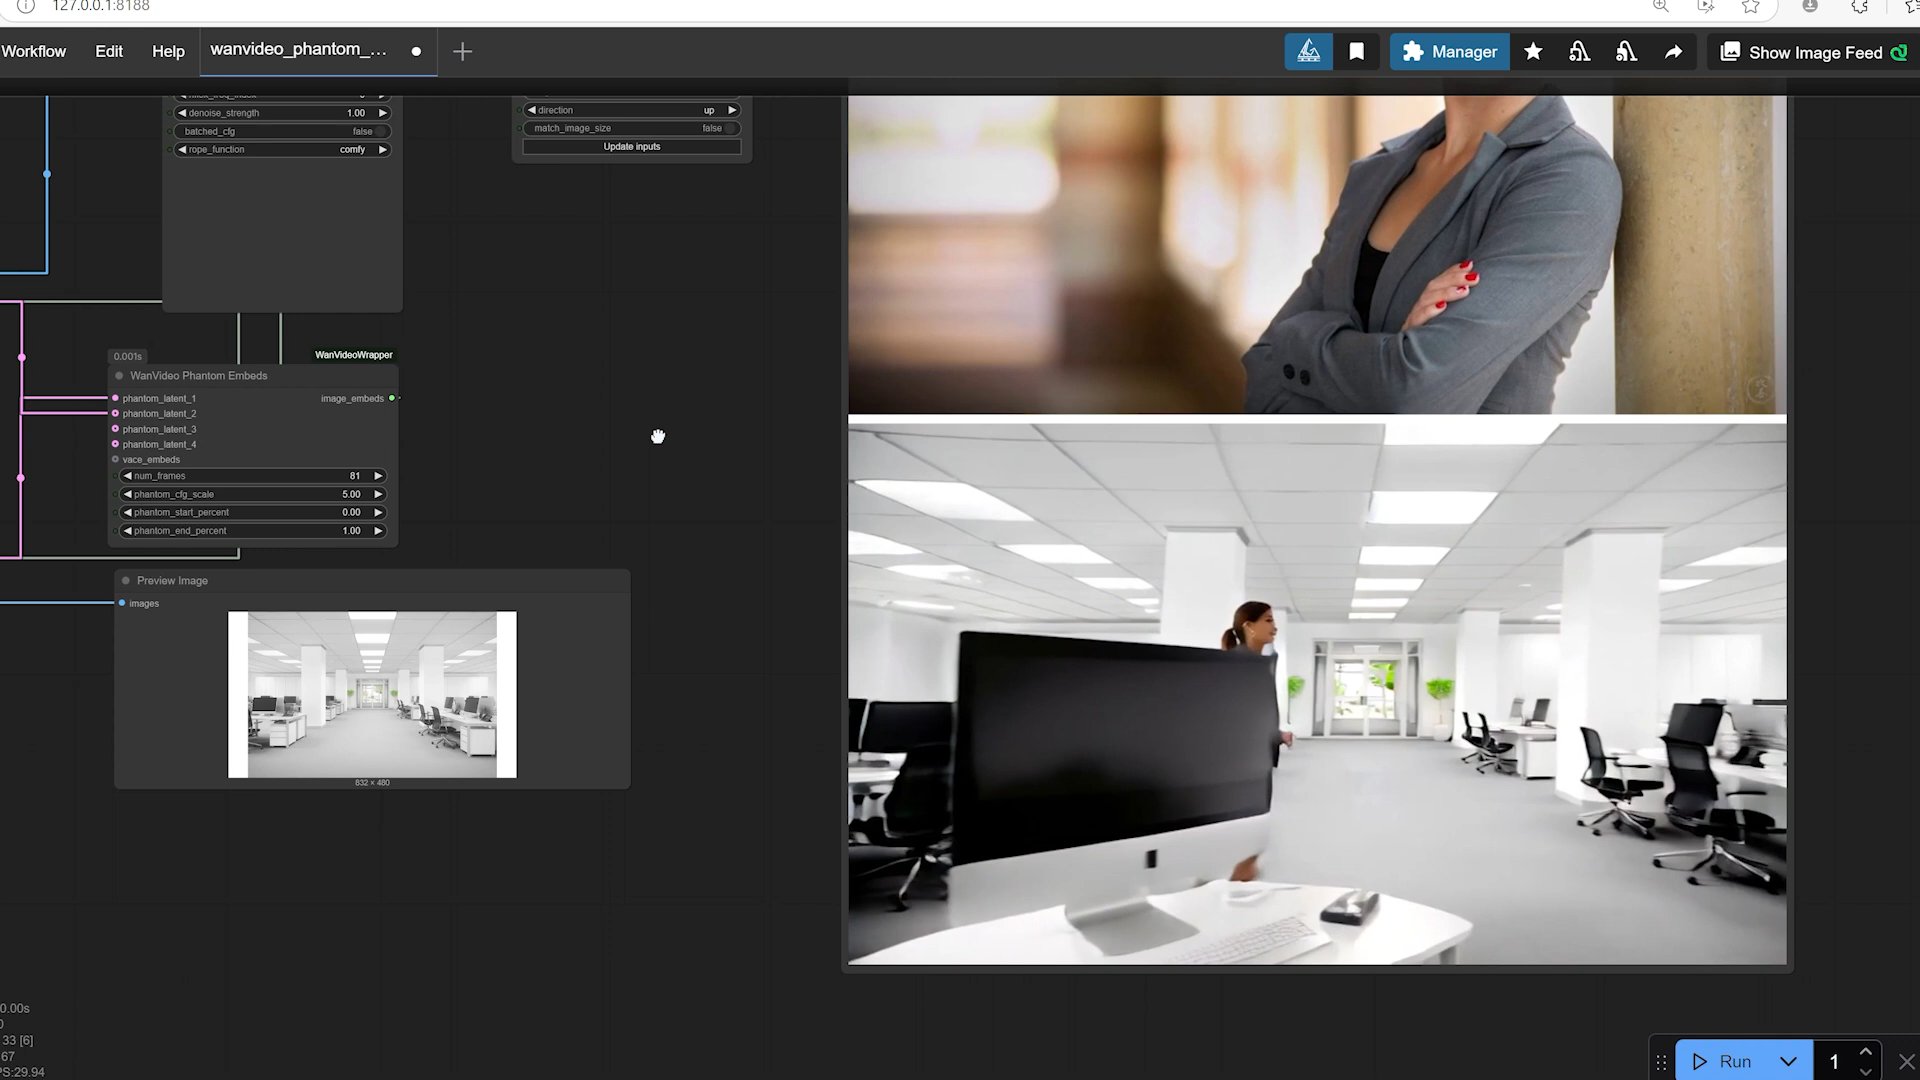 127.0.0.1:8188
Workflow
Edit
Help
wanvideo_phantom_...
Manager
Show Image Feed
denoise_strength 1.00
batched_cfg false
rope_function comfy
direction up
match_image_size false
Update inputs
0.001s
WanVideoWrapper
WanVideo Phantom Embeds
phantom_latent_1 image_embeds
phantom_latent_2
phantom_latent_3
phantom_latent_4
vace_embeds
num_frames 81
phantom_cfg_scale 5.00
phantom_start_percent 0.00
phantom_end_percent 1.00
Preview Image
images
832 × 480
0.00s
33 [6]
67
PS:29.94
Run
1